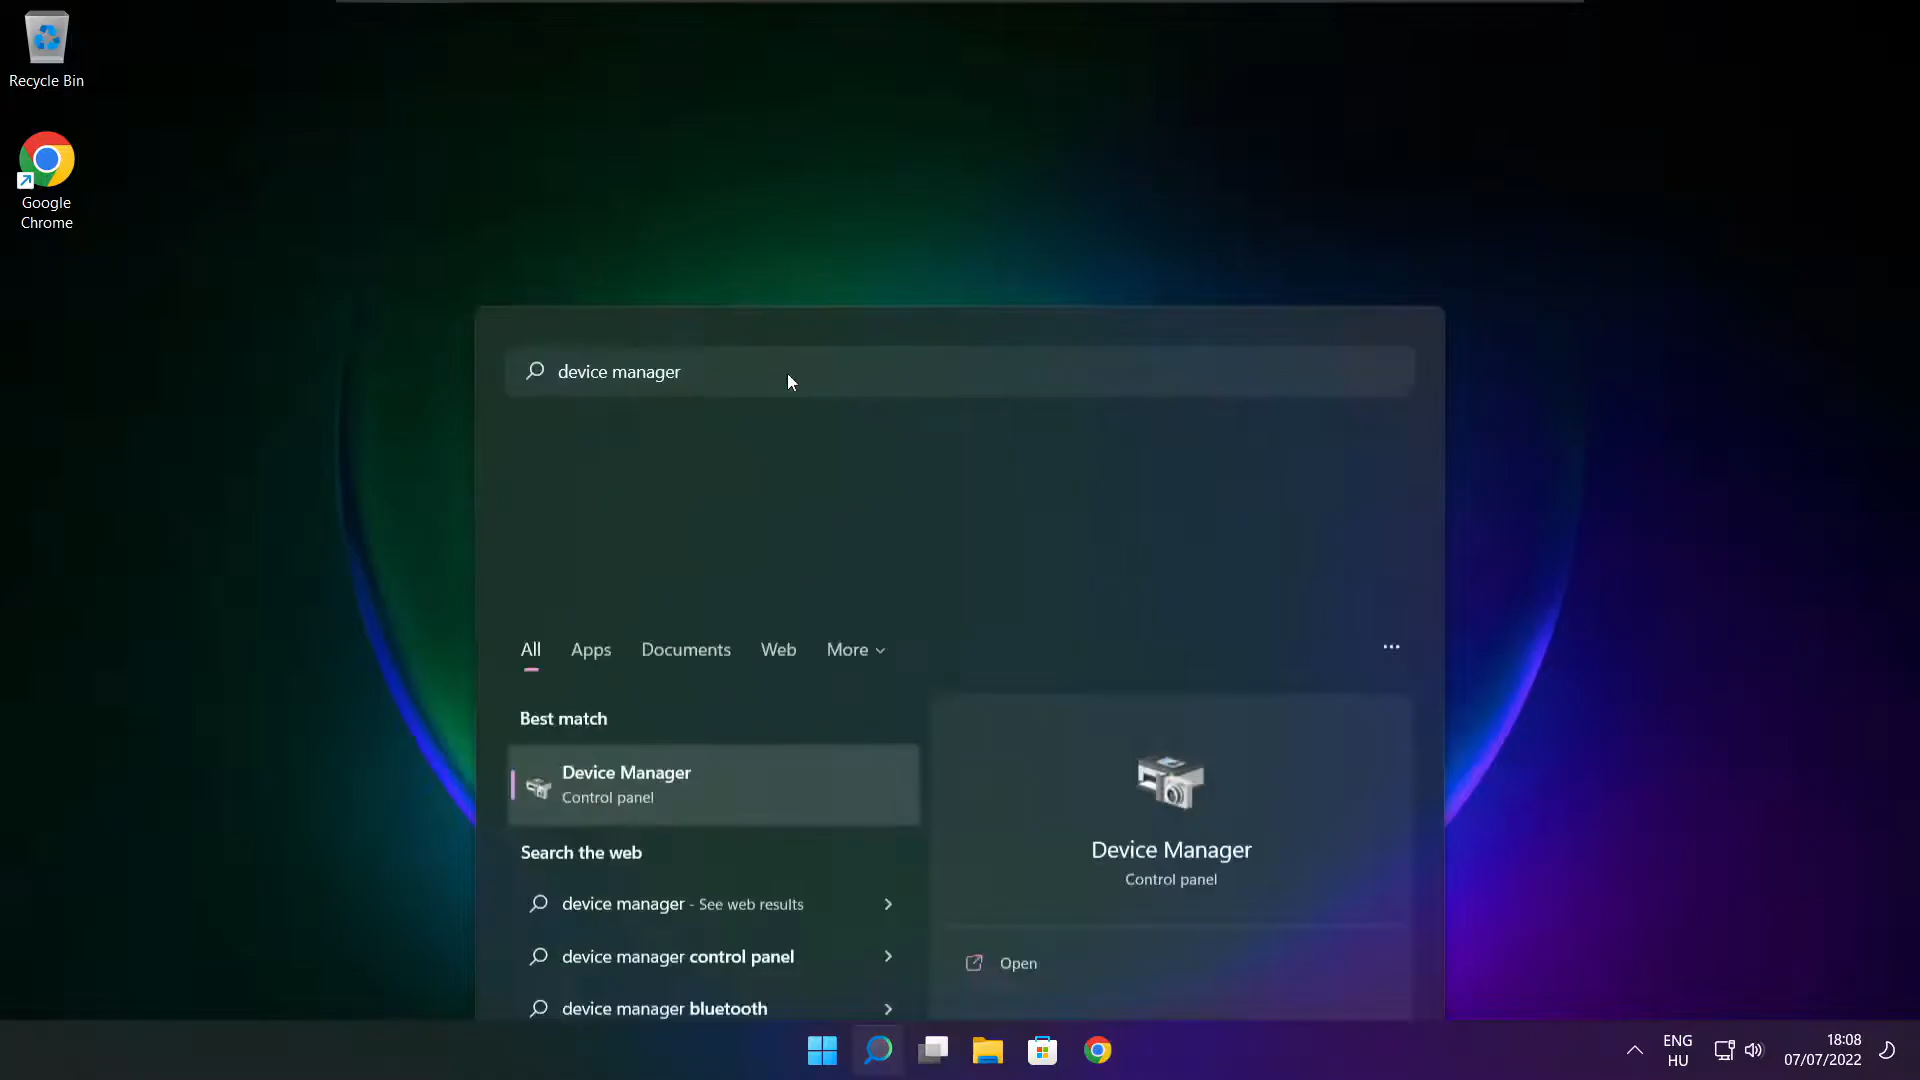 Recycle Bin
Google
Chrome
device manager
All Apps Documents Web More
Best match
Device Manager
Control panel
Search the web
device manager - See web results
device manager control panel
device manager bluetooth
Device Manager
Control panel
Open
ENG
HU
18:08
07/07/2022